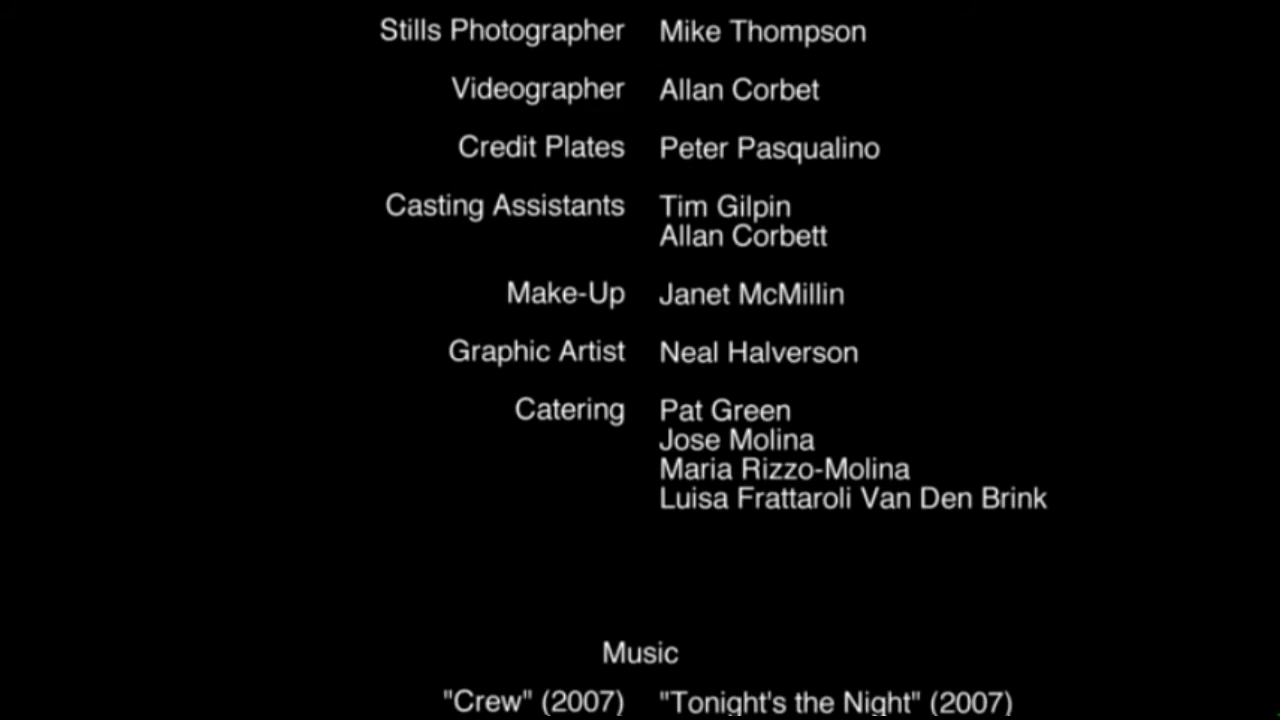 Stills Photographer Mike Thompson
Videographer Allan Corbet
Credit Plates Peter Pasqualino
Casting Assistants Tim Gilpin
Allan Corbett
Make-Up Janet McMillin
Graphic Artist Neal Halverson
Catering Pat Green
Jose Molina
Maria Rizzo-Molina
Luisa Frattaroli Van Den Brink
Music
"Crew" (2007) "Tonight's the Night" (2007)